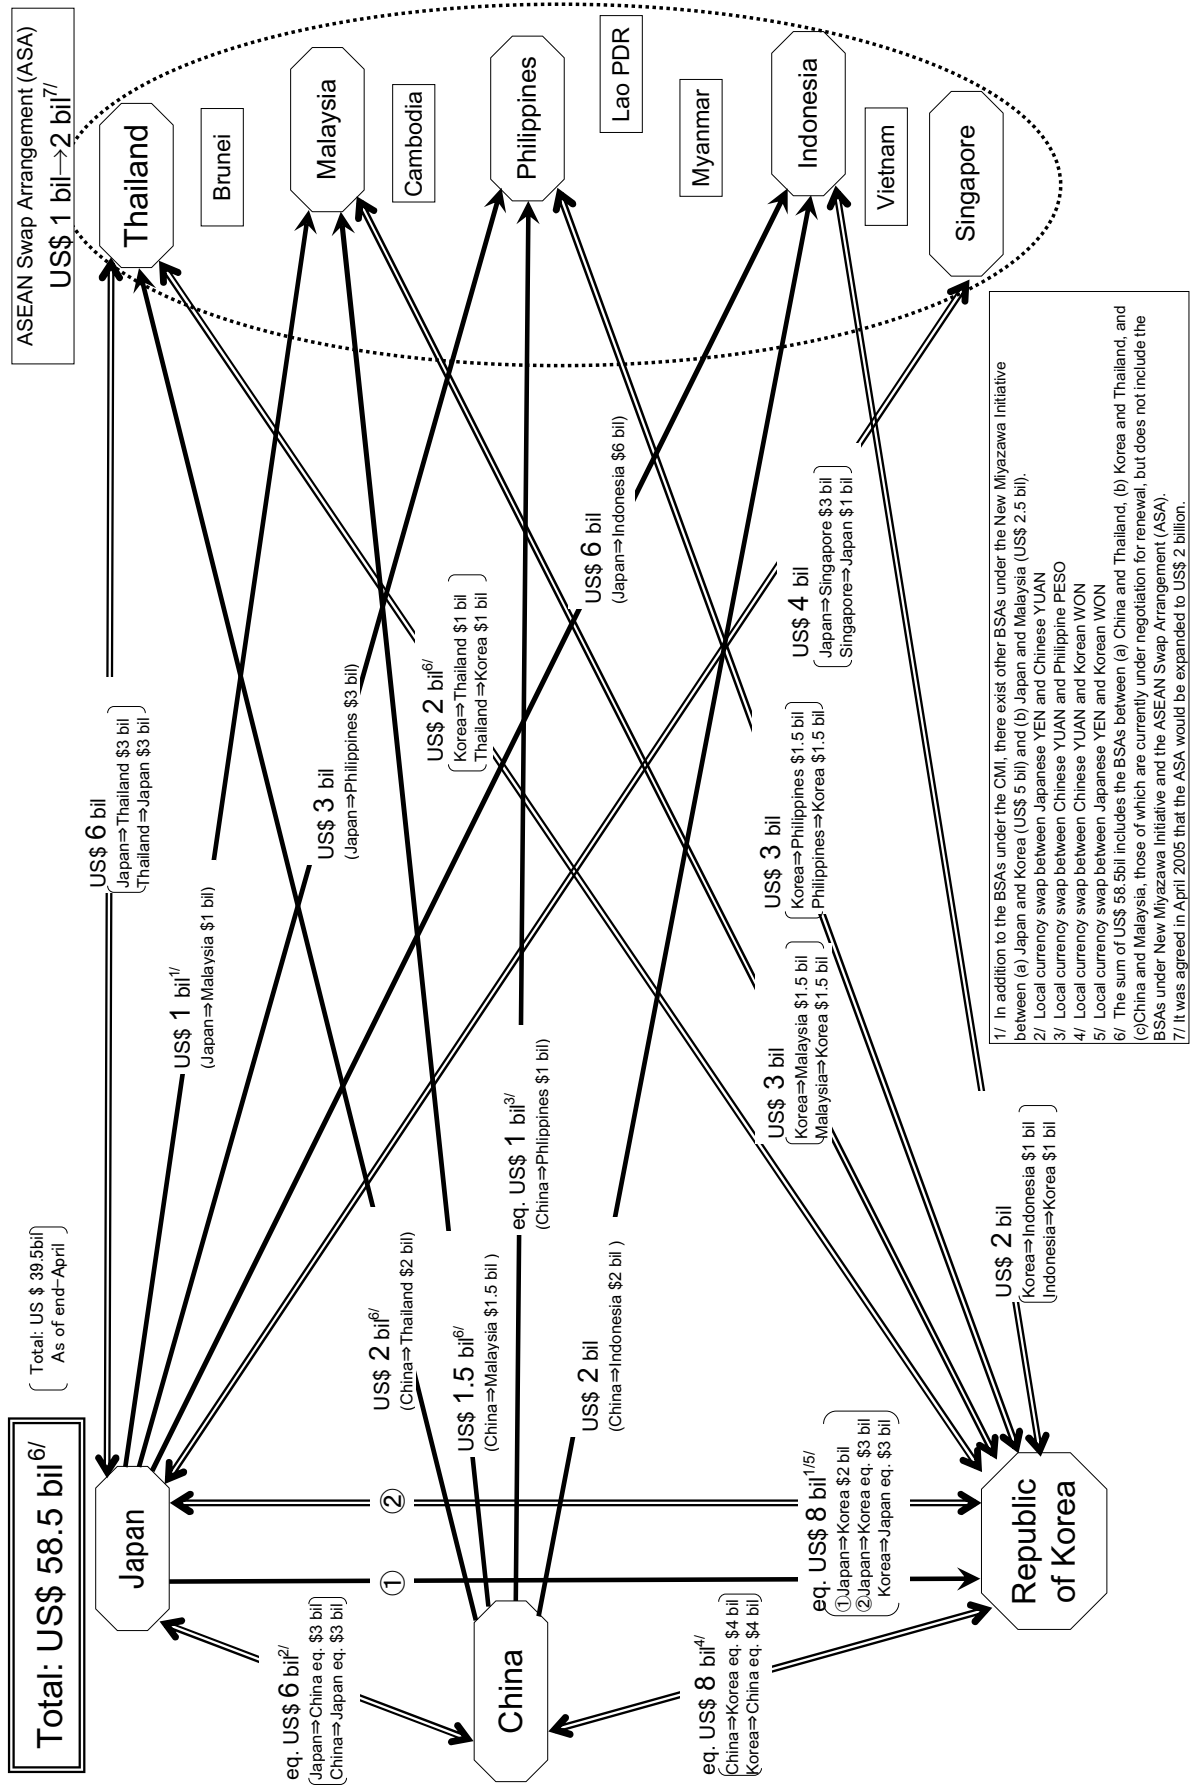 Total: US$ 58.5 bil6/
Total: US $ 39.5bil
As of end-April
ASEAN Swap Arrangement (ASA)
US$ 1 bil→2 bil7/
Japan
China
Republic
of Korea
Thailand
Brunei
Malaysia
Cambodia
Philippines
Lao PDR
Myanmar
Indonesia
Vietnam
Singapore
US$ 6 bil
Japan⇒Thailand $3 bil
Thailand⇒Japan $3 bil
US$ 1 bil1/
(Japan⇒Malaysia $1 bil)
US$ 3 bil
(Japan⇒Philippines $3 bil)
US$ 2 bil6/
Korea⇒Thailand $1 bil
Thailand⇒Korea $1 bil
US$ 6 bil
(Japan⇒Indonesia $6 bil)
US$ 4 bil
Japan⇒Singapore $3 bil
Singapore⇒Japan $1 bil
US$ 3 bil
Korea⇒Philippines $1.5 bil
Philippines⇒Korea $1.5 bil
US$ 3 bil
Korea⇒Malaysia $1.5 bil
Malaysia⇒Korea $1.5 bil
US$ 2 bil
Korea⇒Indonesia $1 bil
Indonesia⇒Korea $1 bil
US$ 2 bil6/
(China⇒Thailand $2 bil)
US$ 1.5 bil6/
(China⇒Malaysia $1.5 bil )
eq. US$ 1 bil3/
(China⇒Phlippines $1 bil)
US$ 2 bil
(China⇒Indonesia $2 bil )
①
②
eq. US$ 8 bil1/5/
①Japan⇒Korea $2 bil
②Japan⇒Korea eq. $3 bil
Korea⇒Japan eq. $3 bil
eq. US$ 6 bil2/
Japan⇒China eq. $3 bil
China⇒Japan eq. $3 bil
eq. US$ 8 bil4/
China⇒Korea eq. $4 bil
Korea⇒China eq. $4 bil
1/ In addition to the BSAs under the CMI, there exist other BSAs under the New Miyazawa Initiative
between (a) Japan and Korea (US$ 5 bil) and (b) Japan and Malaysia (US$ 2.5 bil).
2/ Local currency swap between Japanese YEN and Chinese YUAN
3/ Local currency swap between Chinese YUAN and Philippine PESO
4/ Local currency swap between Chinese YUAN and Korean WON
5/ Local currency swap between Japanese YEN and Korean WON
6/ The sum of US$ 58.5bil includes the BSAs between (a) China and Thailand, (b) Korea and Thailand, and
(c)China and Malaysia, those of which are currently under negotiation for renewal, but does not include the
BSAs under New Miyazawa Initiative and the ASEAN Swap Arrangement (ASA).
7/ It was agreed in April 2005 that the ASA would be expanded to US$ 2 billion.